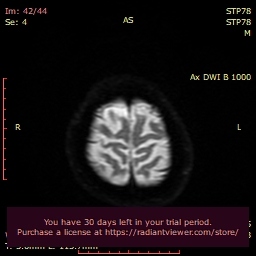 Im: 42/44
Se: 4
AS
STP78
STP78
M
Ax DWI B 1000
R
L
You have 30 days left in your trial period.
Purchase a license at https://radiantviewer.com/store/